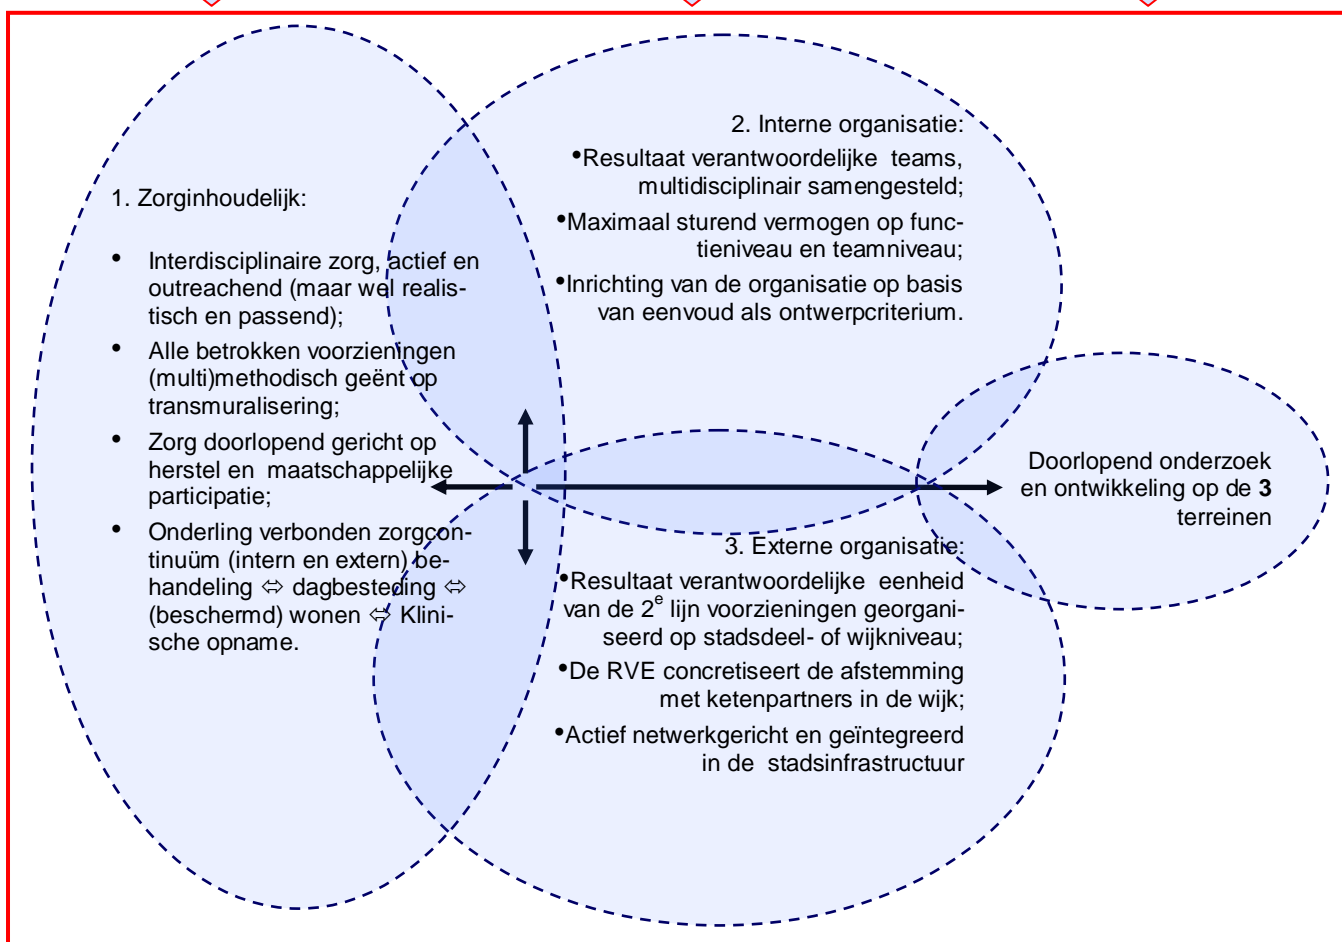 1. Zorginhoudelijk:
• Interdisciplinaire zorg, actief en
outreachend (maar wel realis-
tisch en passend);
• Alle betrokken voorzieningen
(multi)methodisch geënt op
transmuralisering;
• Zorg doorlopend gericht op
herstel en maatschappelijke
participatie;
• Onderling verbonden zorgcon-
tinuüm (intern en extern) be-
handeling ⇔ dagbesteding ⇔
(beschermd) wonen ⇔ Klini-
sche opname.
2. Interne organisatie:
•Resultaat verantwoordelijke teams,
multidisciplinair samengesteld;
•Maximaal sturend vermogen op func-
tieniveau en teamniveau;
•Inrichting van de organisatie op basis
van eenvoud als ontwerpcriterium.
3. Externe organisatie:
•Resultaat verantwoordelijke eenheid
van de 2e lijn voorzieningen georgani-
seerd op stadsdeel- of wijkniveau;
•De RVE concretiseert de afstemming
met ketenpartners in de wijk;
•Actief netwerkgericht en geïntegreerd
in de stadsinfrastructuur
Doorlopend onderzoek
en ontwikkeling op de 3
terreinen